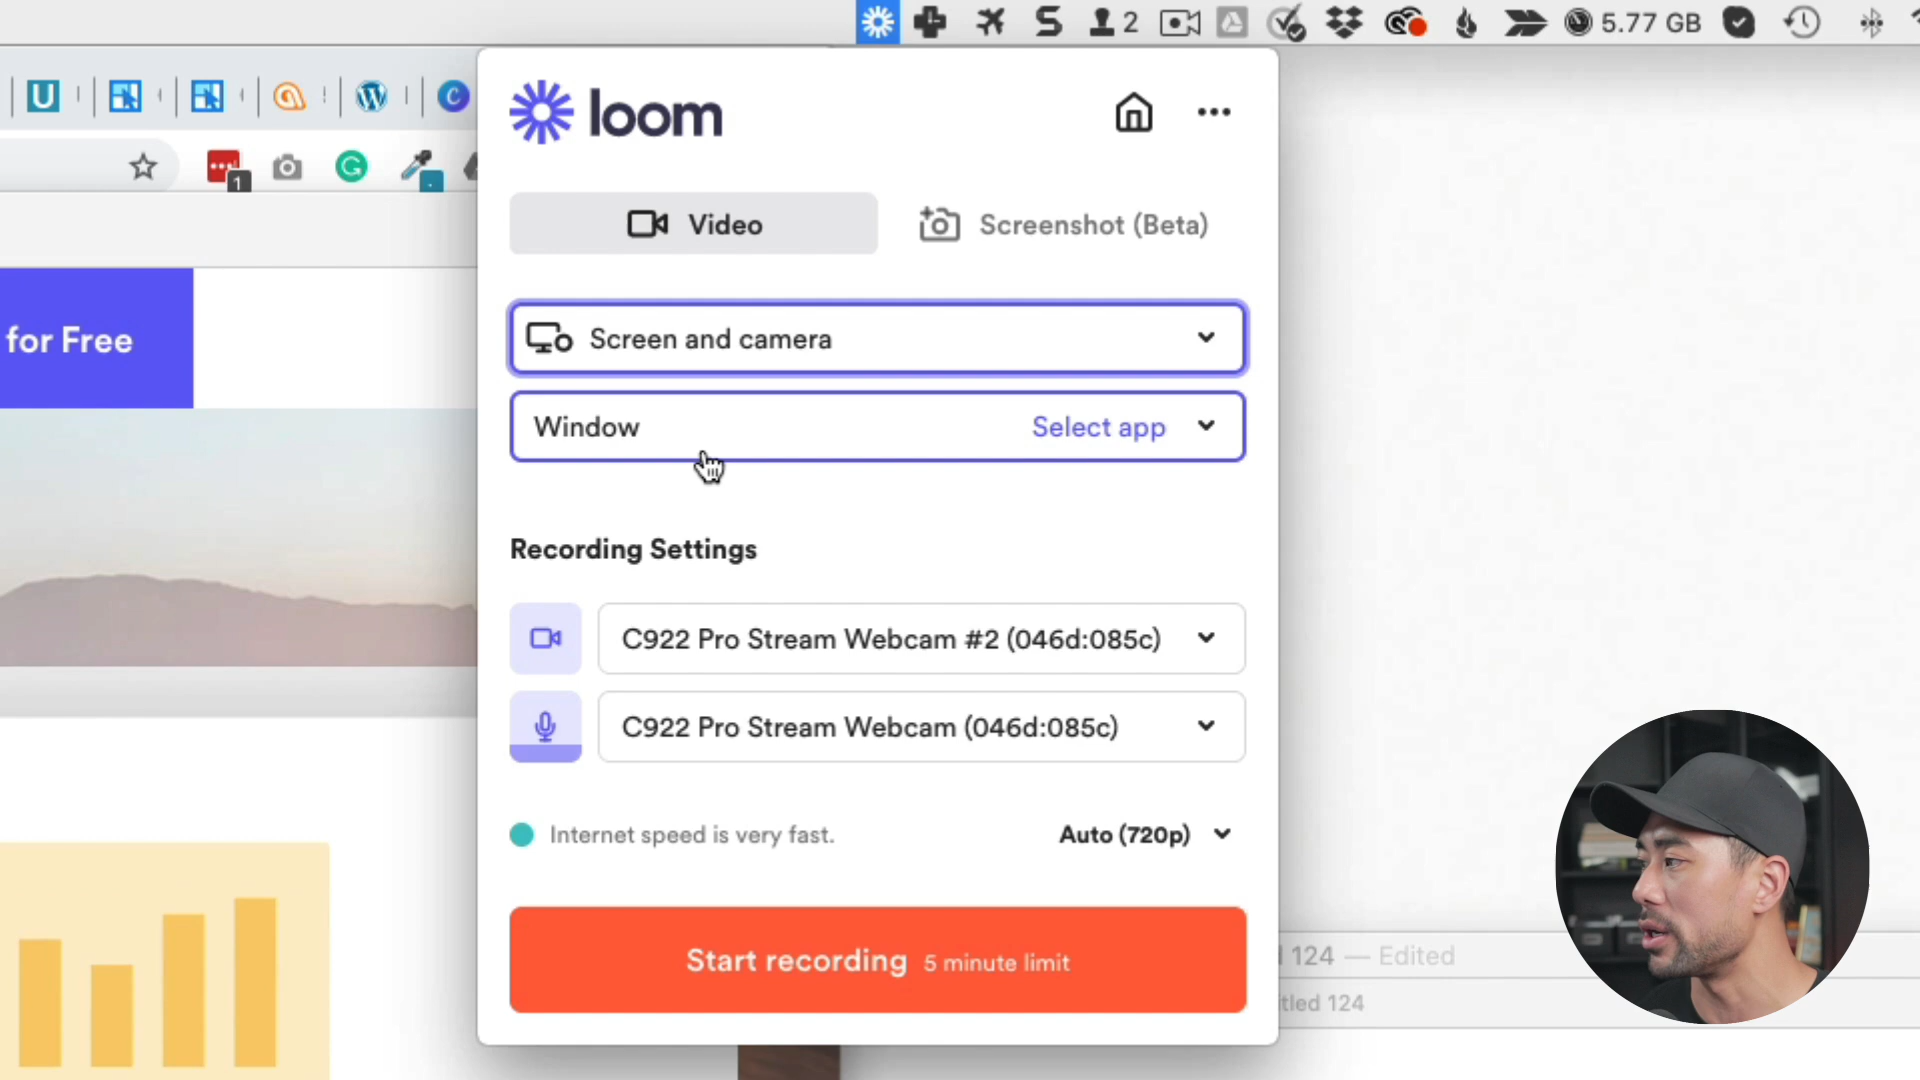 2
5.77 GB
U
C
1
G
loom
Video
Screenshot (Beta)
for Free
Screen and camera
Window
Select app
Recording Settings
C922 Pro Stream Webcam #2 (046d:085c)
C922 Pro Stream Webcam (046d:085c)
Internet speed is very fast.
Auto (720p)
Start recording 5 minute limit
124 — Edited
tled 124